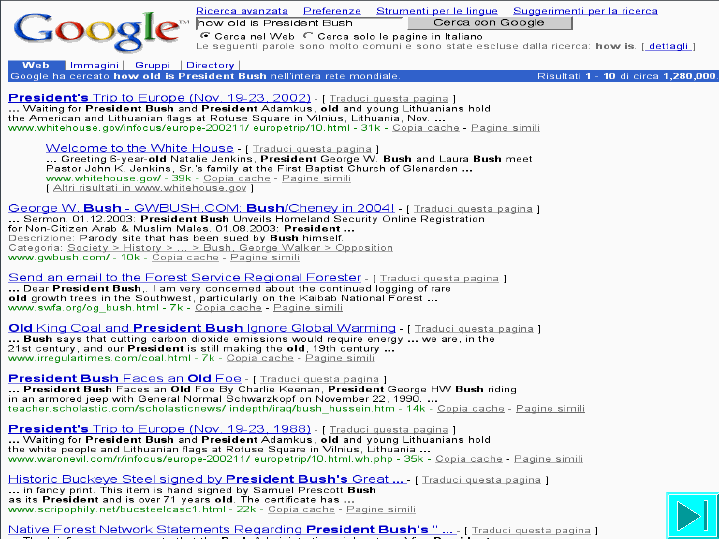 Google™
Ricerca avanzata Preferenze Strumenti per le lingue Suggerimenti per la ricerca
how old is President Bush Cerca con Google
Cerca nel Web Cerca solo le pagine in Italiano
Le seguenti parole sono molto comuni e sono state escluse dalla ricerca: how is. [ dettagli ]
Web Immagini Gruppi Directory
Google ha cercato how old is President Bush nell'intera rete mondiale. Risultati 1 - 10 di circa 1,280,000.
President's Trip to Europe (Nov. 19-23, 2002) - [ Traduci questa pagina ]
... Waiting for President Bush and President Adamkus, old and young Lithuanians hold
the American and Lithuanian flags at Rotuse Square in Vilnius, Lithuania, Nov. ...
www.whitehouse.gov/infocus/europe-200211/ europetrip/10.html - 31k - Copia cache - Pagine simili
Welcome to the White House - [ Traduci questa pagina ]
... Greeting 6-year-old Natalie Jenkins, President George W. Bush and Laura Bush meet
Pastor John K. Jenkins, Sr.'s family at the First Baptist Church of Glenarden ...
www.whitehouse.gov/ - 39k - Copia cache - Pagine simili
[ Altri risultati in www.whitehouse.gov ]
George W. Bush - GWBUSH.COM: Bush/Cheney in 2004! - [ Traduci questa pagina ]
... Sermon. 01.12.2003: President Bush Unveils Homeland Security Online Registration
for Non-Citizen Arab & Muslim Males. 01.08.2003: President ...
Descrizione: Parody site that has been sued by Bush himself.
Categoria: Society > History > ... > Bush, George Walker > Opposition
www.gwbush.com/ - 10k - Copia cache - Pagine simili
Send an email to the Forest Service Regional Forester - [ Traduci questa pagina ]
... Dear President Bush,. I am very concerned about the continued logging of rare
old growth trees in the Southwest, particularly on the Kaibab National Forest ...
www.swfa.org/og_bush.html - 7k - Copia cache - Pagine simili
Old King Coal and President Bush Ignore Global Warming - [ Traduci questa pagina ]
... Bush says that cutting carbon dioxide emissions would require energy ... we are, in the
21st century, and our President is still making the old, 19th century ...
www.irregulartimes.com/coal.html - 7k - Copia cache - Pagine simili
President Bush Faces an Old Foe - [ Traduci questa pagina ]
... President Bush Faces an Old Foe By Charlie Keenan, President George HW Bush riding
in an armored jeep with General Normal Schwarzkopf on November 22, 1990. ...
teacher.scholastic.com/scholasticnews/ indepth/iraq/bush_hussein.htm - 14k - Copia cache - Pagine simili
President's Trip to Europe (Nov. 19-23, 1988) - [ Traduci questa pagina ]
... Waiting for President Bush and President Adamkus, old and young Lithuanians hold
the white people and Lithuanian flags at Rotuse Square in Vilnius, Lithuania ...
www.waronevil.com/r/infocus/europe-200211/ europetrip/10.html.wh.php - 35k - Copia cache - Pagine simili
Historic Buckeye Steel signed by President Bush's Great ... - [ Traduci questa pagina ]
... in fancy print. This item is hand signed by Samuel Prescott Bush
as its President and is over 71 years old. The certificate has ...
www.scripophily.net/bucsteelcasc1.html - 22k - Copia cache - Pagine simili
Native Forest Network Statements Regarding President Bush's " ... - [ Traduci questa pagina ]